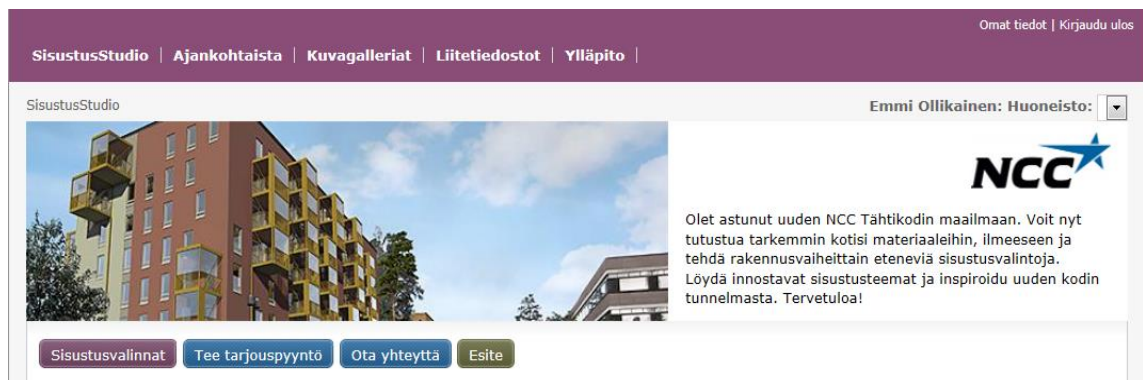 Omat tiedot | Kirjaudu ulos
SisustusStudio | Ajankohtaista | Kuvagalleriat | Liitetiedostot | Ylläpito |
SisustusStudio
Emmi Ollikainen: Huoneisto:
NCC
Olet astunut uuden NCC Tähtikodin maailmaan. Voit nyt
tutustua tarkemmin kotisi materiaaleihin, ilmeeseen ja
tehdä rakennusvaiheittain eteneviä sisustusvalintoja.
Löydä innostavat sisustusteemat ja inspiroidu uuden kodin
tunnelmasta. Tervetuloa!
Sisustusvalinnat Tee tarjouspyyntö Ota yhteyttä Esite